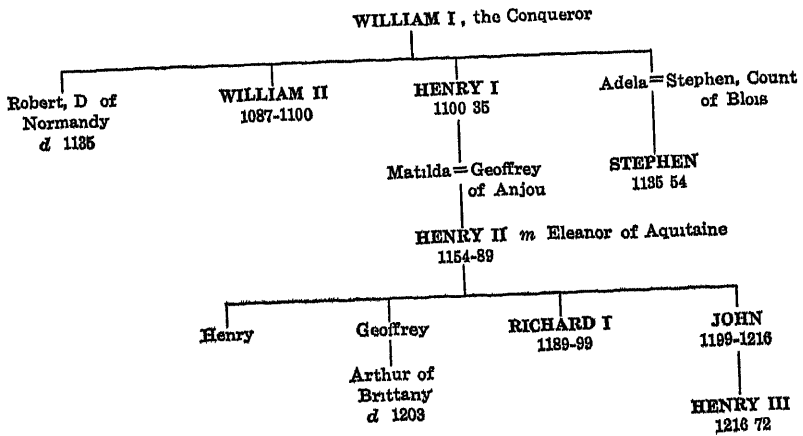 WILLIAM I, the Conqueror
Robert, D of
Normandy
d 1135
WILLIAM II
1087-1100
HENRY I
1100 35
Adela=Stephen, Count
of Blois
Matilda=Geoffrey
of Anjou
STEPHEN
1135 54
HENRY II m Eleanor of Aquitaine
1154-89
Henry
Geoffrey
RICHARD I
1189-99
JOHN
1199-1216
Arthur of
Brittany
d 1203
HENRY III
1216 72